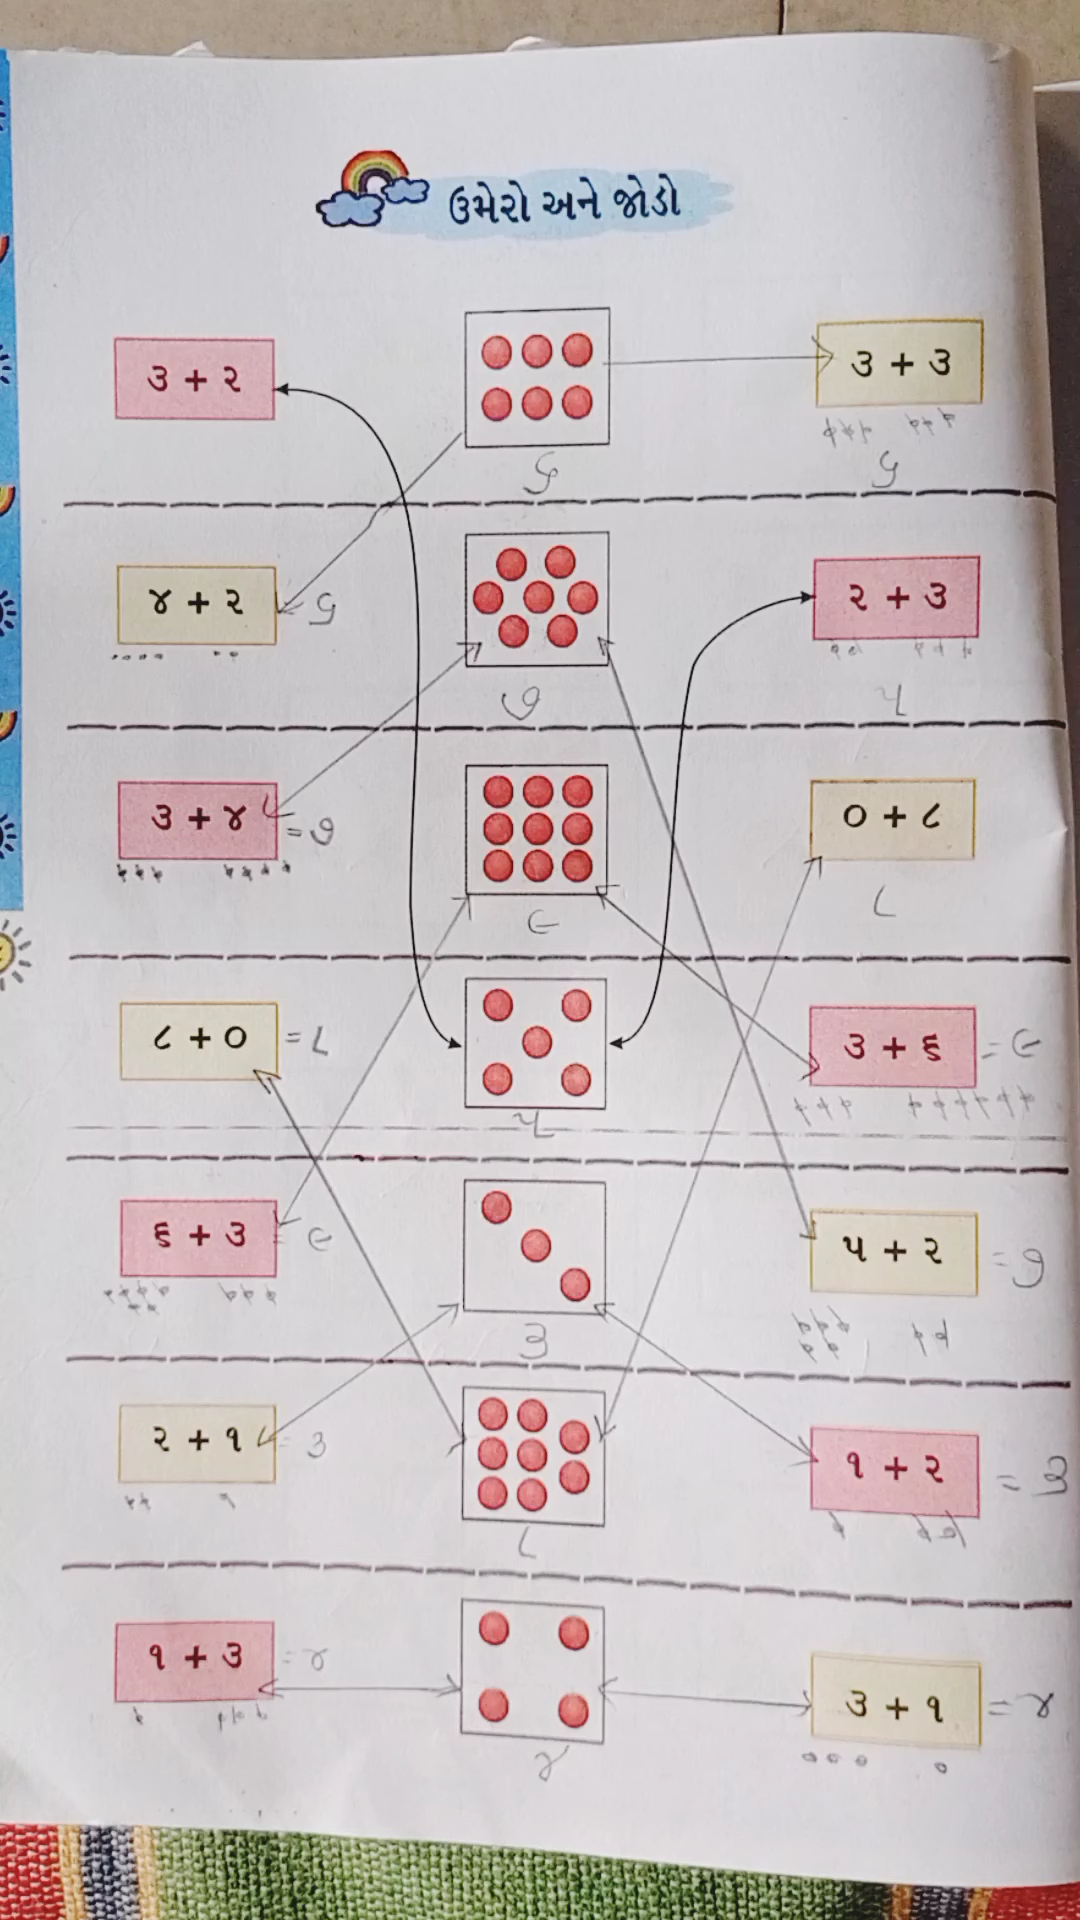 ઉમેરો અને જોડો
૩ + ૨
૩ + ૩
૬
૬
૪ + ૨
૬
૨ + ૩
૭
૫
૩ + ૪
= ૭
૦ + ૮
૯
૮
૮ + ૦
= ૮
૩ + ૬
= ૯
૫
૬ + ૩
= ૯
૫ + ૨
= ૭
૩
૨ + ૧
= ૩
૧ + ૨
= ૩
૮
૧ + ૩
= ૪
૩ + ૧
= ૪
૪